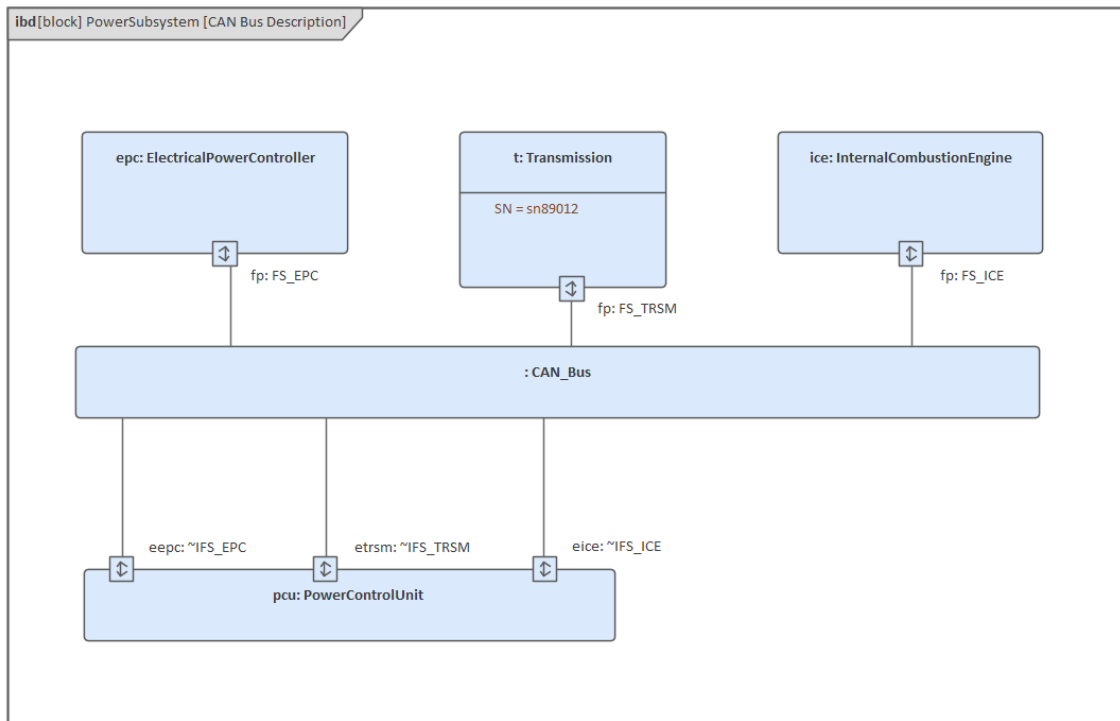 ibd [block] PowerSubsystem [CAN Bus Description]
epc: ElectricalPowerController
t: Transmission
ice: InternalCombustionEngine
SN = sn89012
fp: FS_EPC
fp: FS_ICE
fp: FS_TRSM
: CAN_Bus
eepc: ~IFS_EPC
etrsm: ~IFS_TRSM
eice: ~IFS_ICE
pcu: PowerControlUnit